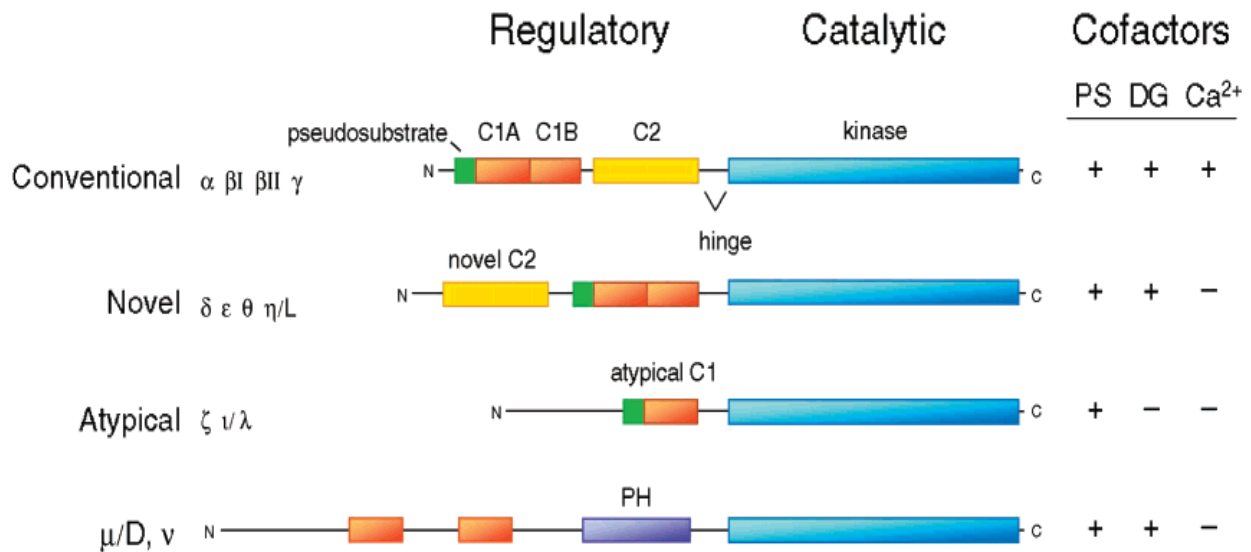 Regulatory Catalytic Cofactors
PS DG Ca²⁺
pseudosubstrate C1A C1B C2 kinase
Conventional α βI βII γ N C + + +
hinge
novel C2
Novel δ ε θ η/L N C + + −
atypical C1
Atypical ζ ι/λ N C + − −
PH
μ/D, ν N C + + −